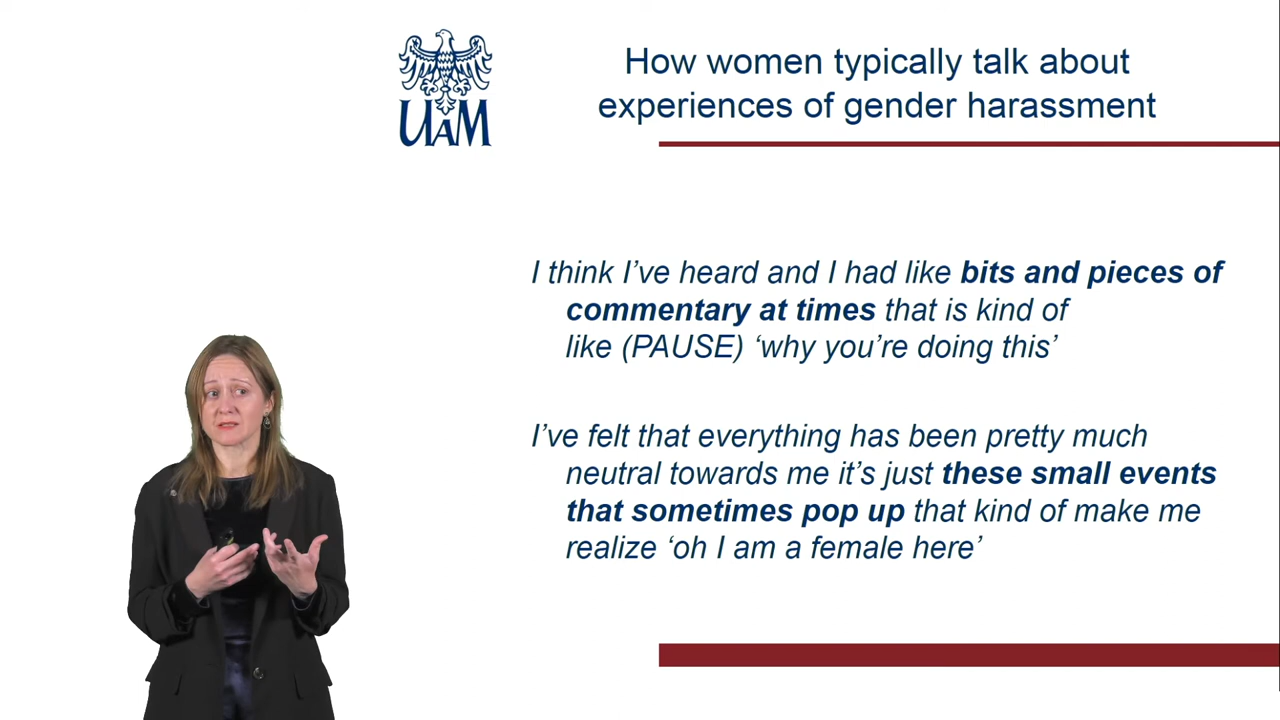 UAM
How women typically talk about
experiences of gender harassment
I think I’ve heard and I had like bits and pieces of
commentary at times that is kind of
like (PAUSE) ‘why you’re doing this’
I’ve felt that everything has been pretty much
neutral towards me it’s just these small events
that sometimes pop up that kind of make me
realize ‘oh I am a female here’